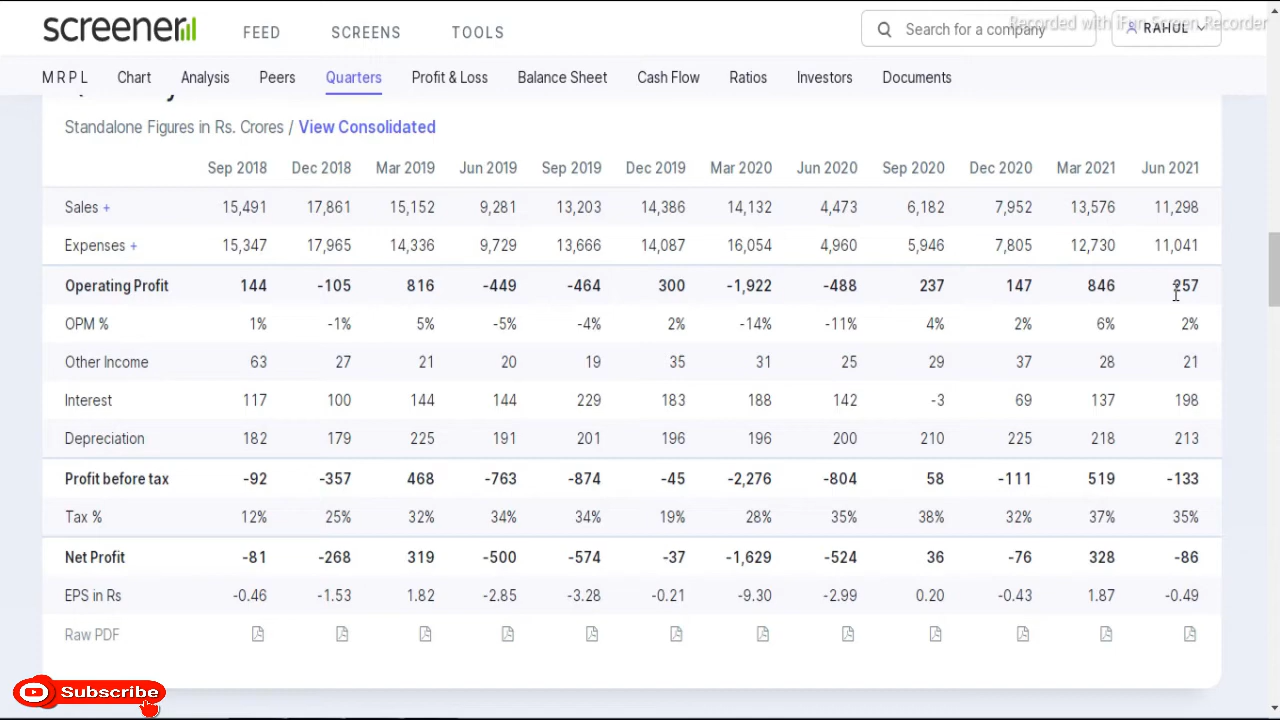 screener
FEED SCREENS TOOLS
Search for a company
Recorded with iFun Screen Recorder
RAHUL
M R P L Chart Analysis Peers Quarters Profit & Loss Balance Sheet Cash Flow Ratios Investors Documents
Standalone Figures in Rs. Crores / View Consolidated
Sep 2018 Dec 2018 Mar 2019 Jun 2019 Sep 2019 Dec 2019 Mar 2020 Jun 2020 Sep 2020 Dec 2020 Mar 2021 Jun 2021
Sales + 15,491 17,861 15,152 9,281 13,203 14,386 14,132 4,473 6,182 7,952 13,576 11,298
Expenses + 15,347 17,965 14,336 9,729 13,666 14,087 16,054 4,960 5,946 7,805 12,730 11,041
Operating Profit 144 -105 816 -449 -464 300 -1,922 -488 237 147 846 257
OPM % 1% -1% 5% -5% -4% 2% -14% -11% 4% 2% 6% 2%
Other Income 63 27 21 20 19 35 31 25 29 37 28 21
Interest 117 100 144 144 229 183 188 142 -3 69 137 198
Depreciation 182 179 225 191 201 196 196 200 210 225 218 213
Profit before tax -92 -357 468 -763 -874 -45 -2,276 -804 58 -111 519 -133
Tax % 12% 25% 32% 34% 34% 19% 28% 35% 38% 32% 37% 35%
Net Profit -81 -268 319 -500 -574 -37 -1,629 -524 36 -76 328 -86
EPS in Rs -0.46 -1.53 1.82 -2.85 -3.28 -0.21 -9.30 -2.99 0.20 -0.43 1.87 -0.49
Raw PDF
Subscribe